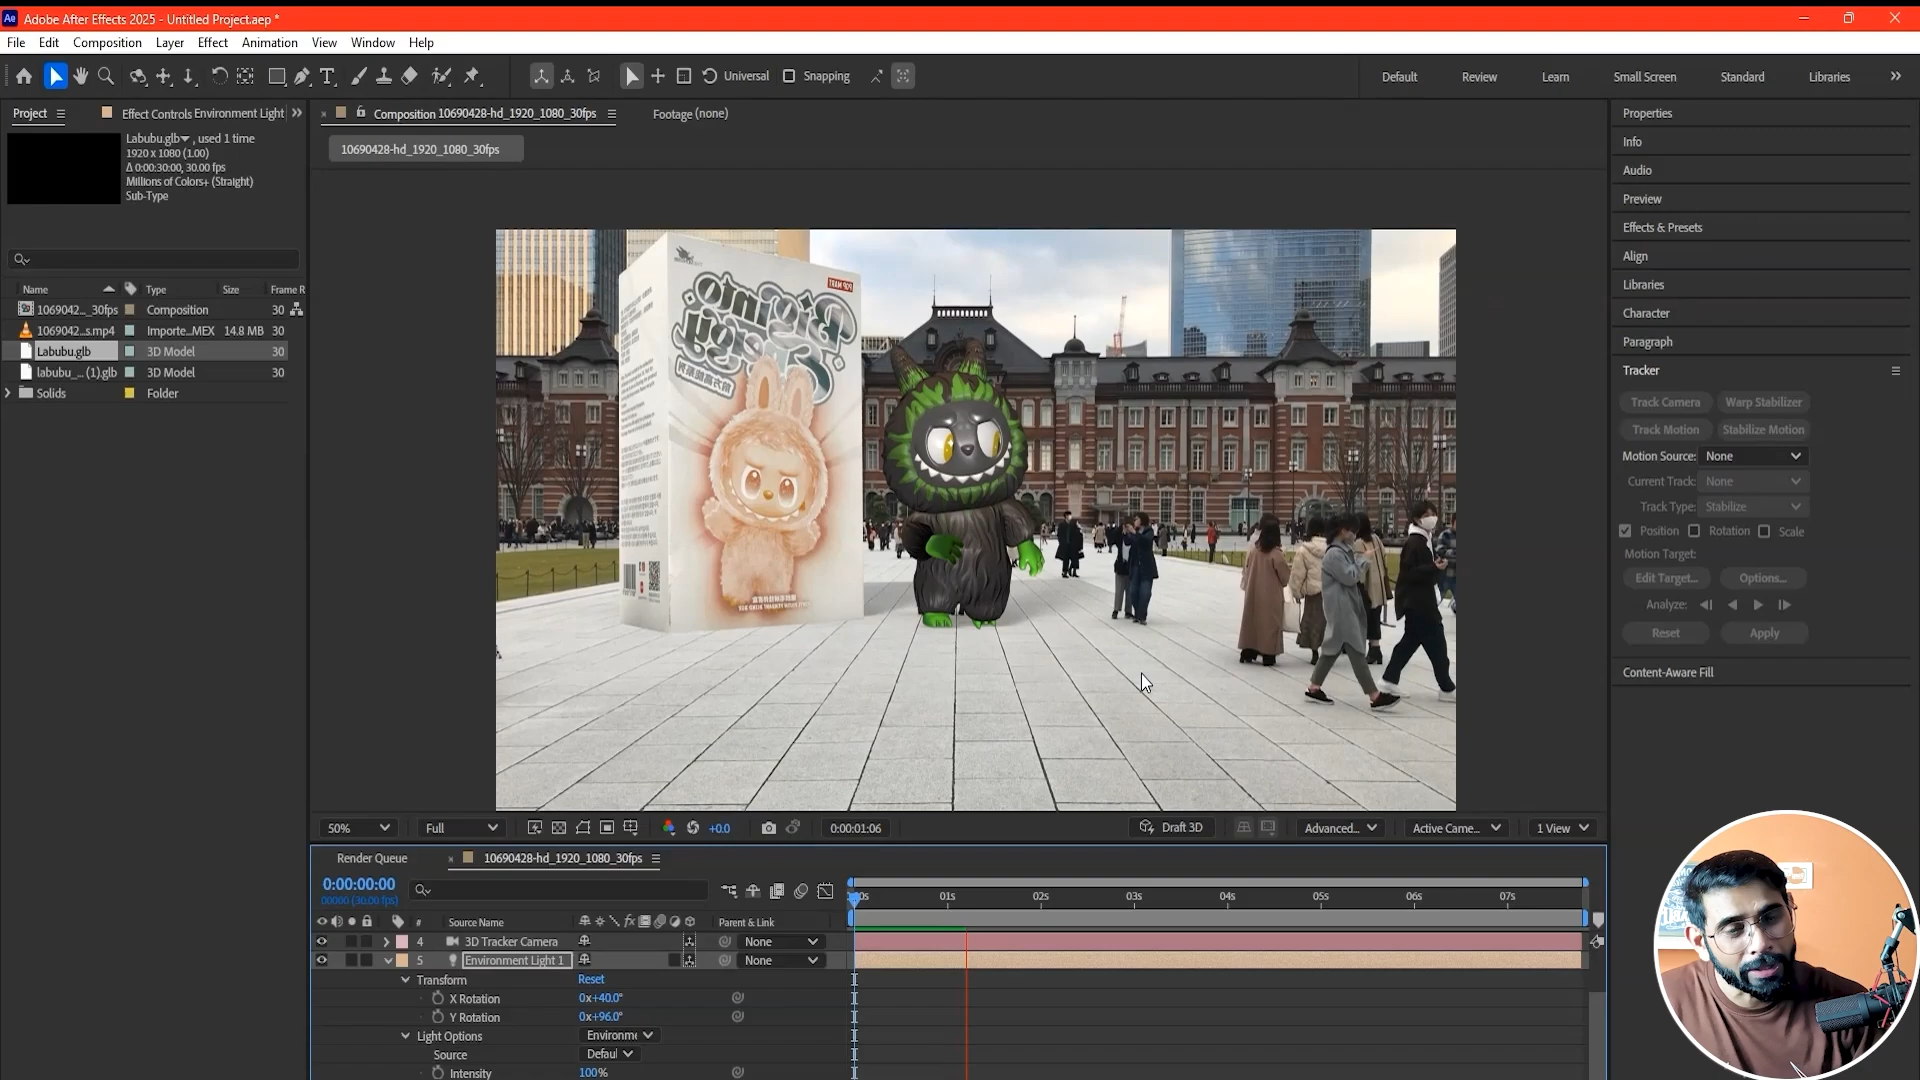 Ae Adobe After Effects 2025 - Untitled Project.aep *
File Edit Composition Layer Effect Animation View Window Help
Universal Snapping Default Review Learn Small Screen Standard Libraries
Project Effect Controls Environment Light
Composition 10690428-hd_1920_1080_30fps Footage (none)
10690428-hd_1920_1080_30fps
Labubu.glb , used 1 time
1920 x 1080 (1.00)
Δ 0:00:30:00, 30.00 fps
Millions of Colors+ (Straight)
Sub-Type
Name Type Size Frame R
1069042..._30fps Composition 30
1069042...s.mp4 Importe...MEX 14.8 MB 30
Labubu.glb 3D Model 30
labubu_... (1).glb 3D Model 30
Solids Folder
POP MART
Properties
Info
Audio
Preview
Effects & Presets
Align
Libraries
Character
Paragraph
Tracker
Track Camera Warp Stabilizer
Track Motion Stabilize Motion
Motion Source: None
Current Track: None
Track Type: Stabilize
Position Rotation Scale
Motion Target:
Edit Target... Options...
Analyze:
Reset Apply
Content-Aware Fill
50% Full +0.0 0:00:01:06 Draft 3D Advanced... Active Came... 1 View
Render Queue 10690428-hd_1920_1080_30fps
0:00:00:00
00000 (30.00 fps)
01s 02s 03s 04s 05s 06s 07s
# Source Name fx Parent & Link
4 3D Tracker Camera None
5 Environment Light 1 None
Transform Reset
X Rotation 0x+40.0°
Y Rotation 0x+96.0°
Light Options Environme
Source Defaul
Intensity 100%